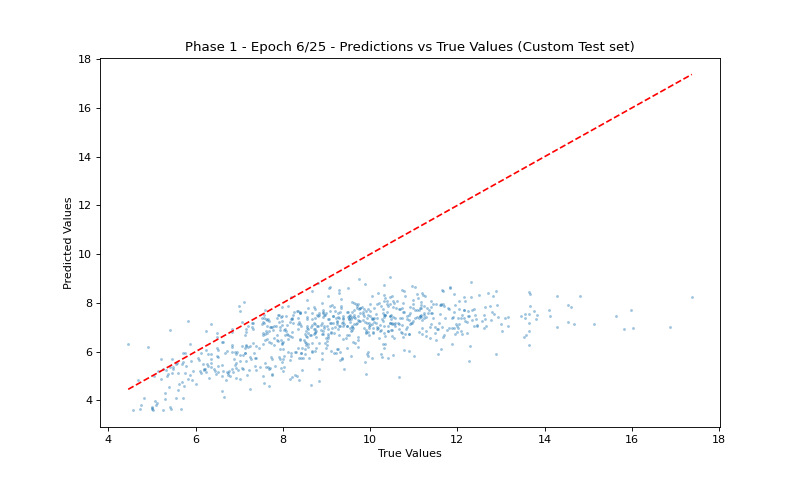 Phase 1 - Epoch 6/25 - Predictions vs True Values (Custom Test set)
18
16
14
12
10
8
6
4
Predicted Values
4 6 8 10 12 14 16 18
True Values